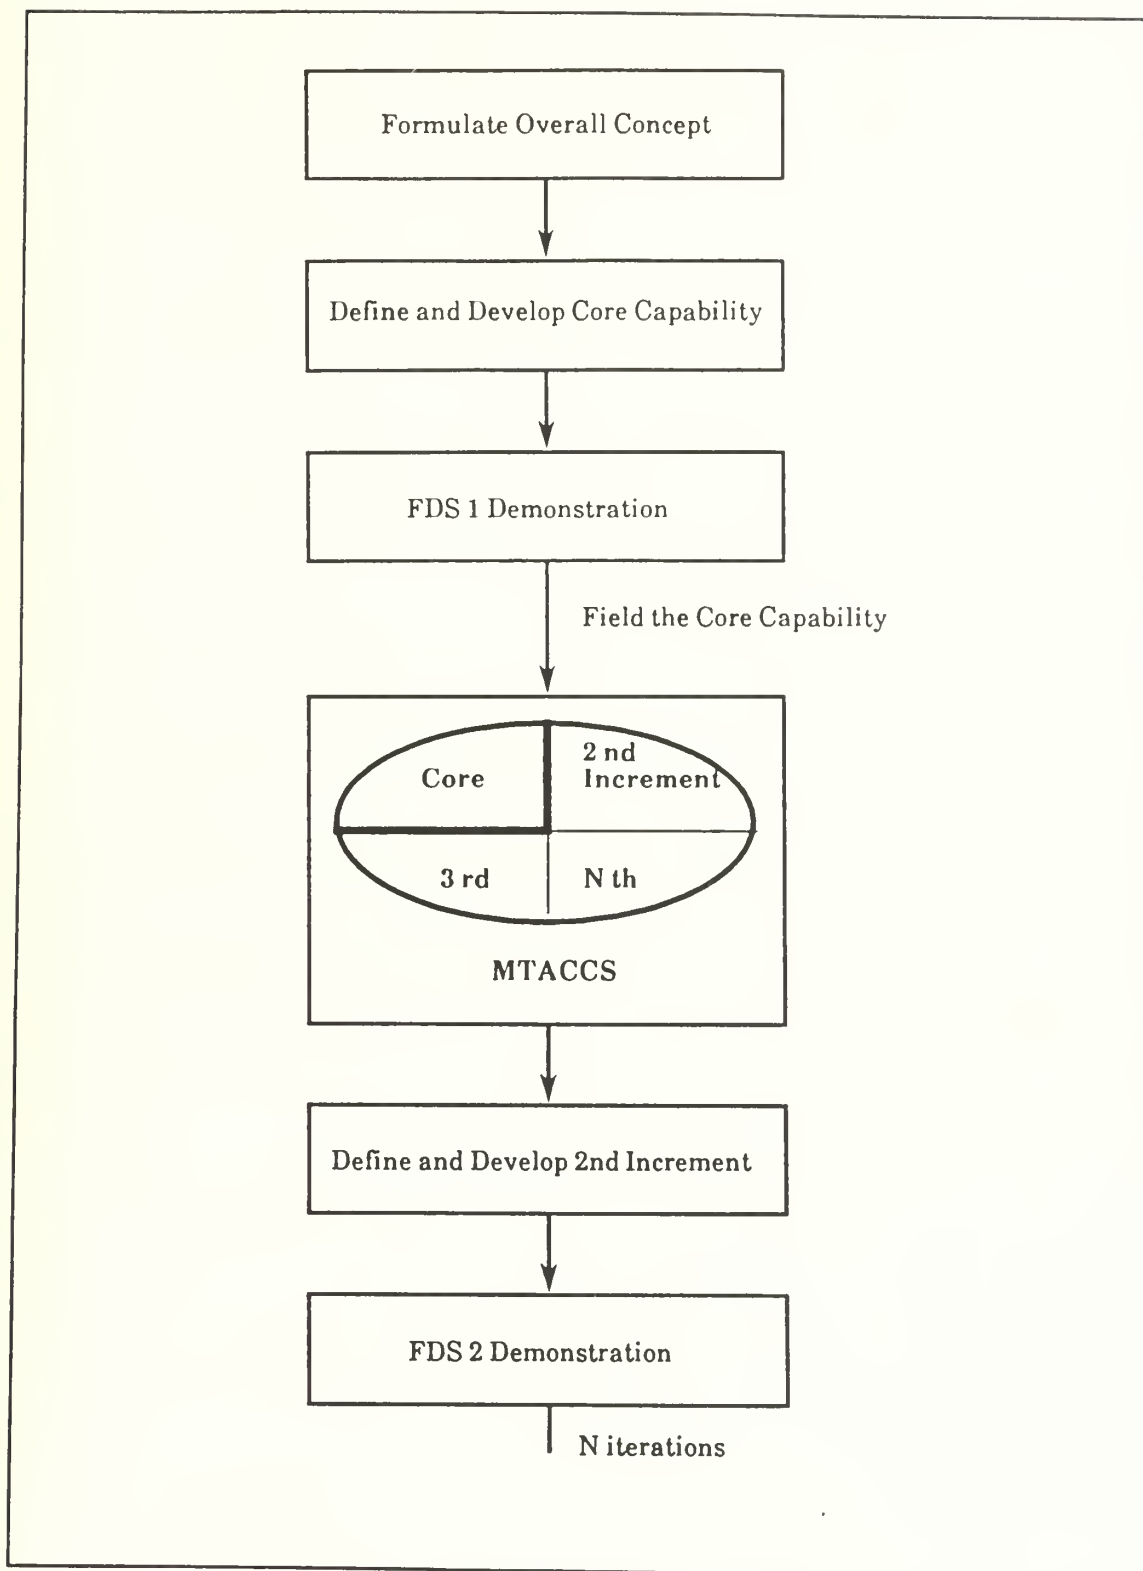 Formulate Overall Concept
Define and Develop Core Capability
FDS 1 Demonstration
Field the Core Capability
Core
2 nd
Increment
3 rd
N th
MTACCS
Define and Develop 2nd Increment
FDS 2 Demonstration
N iterations